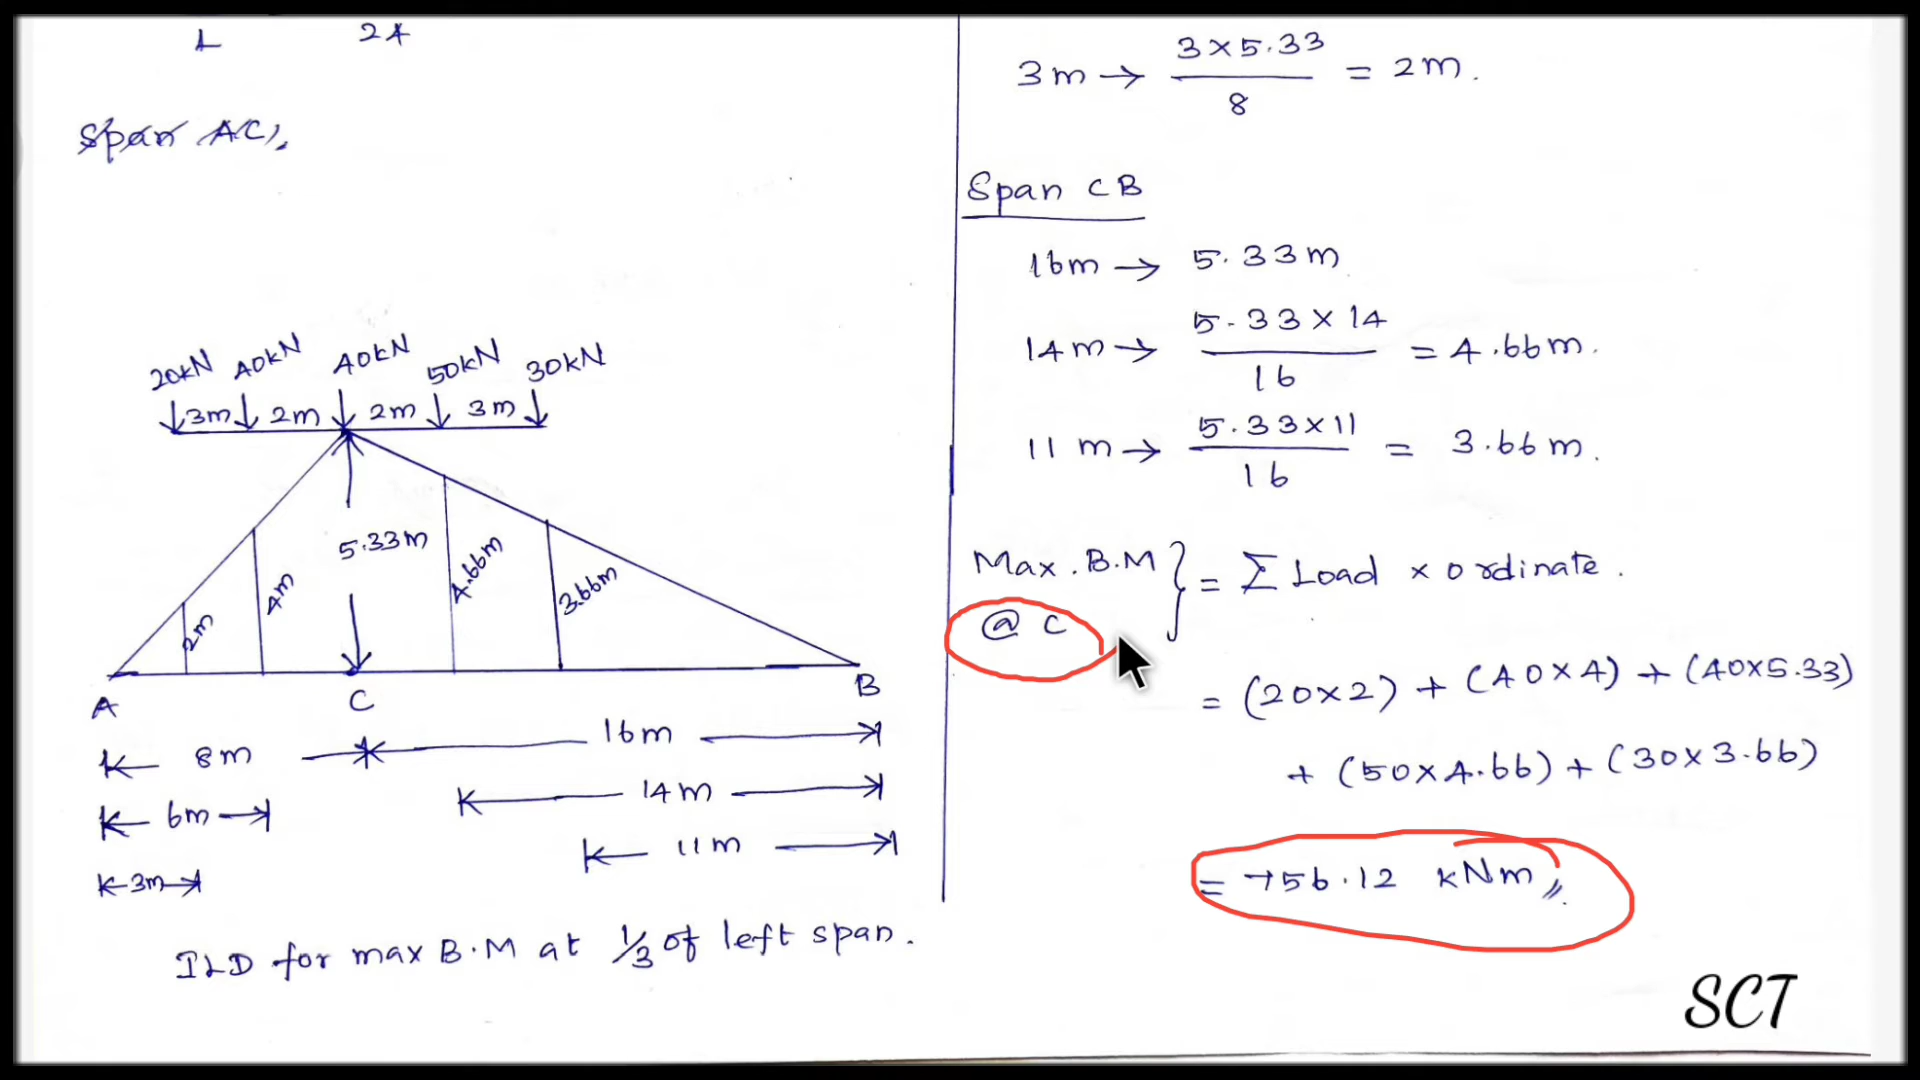 L 24
Span AC,,
20kN 40kN 40kN 50kN 30kN
3m 2m 2m 3m
2m 4m 5.33m 4.66m 3.66m
A C B
8m 16m
6m 14m
3m 11m
ILD for max B.M at 1/3 of left span.
3m → 3×5.33/8 = 2m.
Span CB
16m → 5.33m
14m → 5.33×14/16 = 4.66m.
11 m → 5.33×11/16 = 3.66m.
Max. B.M @ C } = Σ Load × ordinate.
= (20×2) + (40×4) + (40×5.33)
+ (50×4.66) + (30×3.66)
= 756.12 kNm,,
SCT